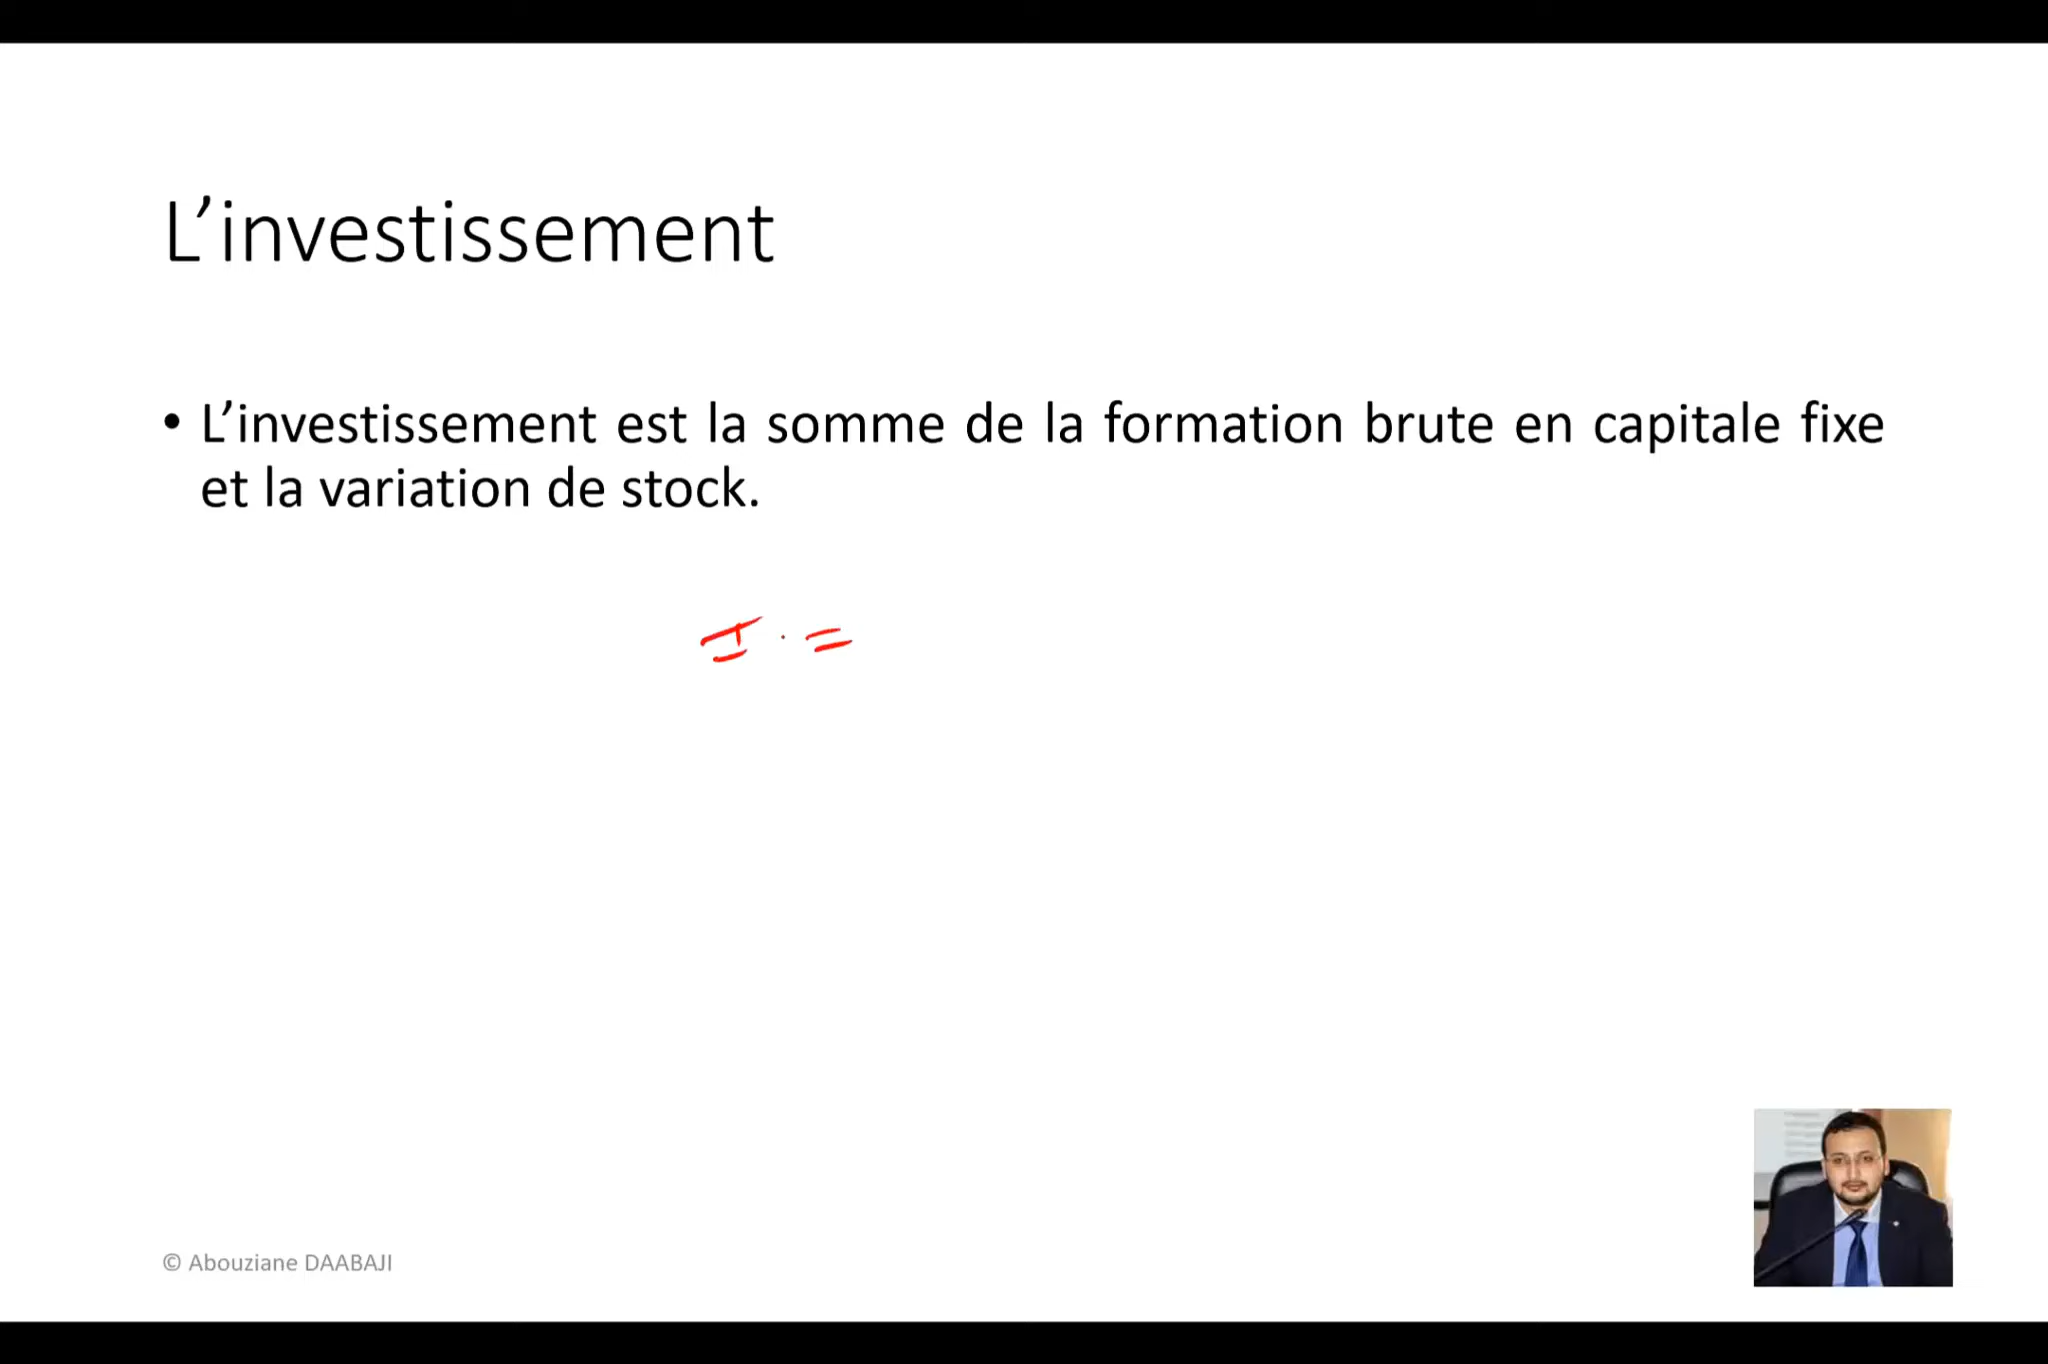 L’investissement
• L’investissement est la somme de la formation brute en capitale fixe
et la variation de stock.
I =
© Abouziane DAABAJI